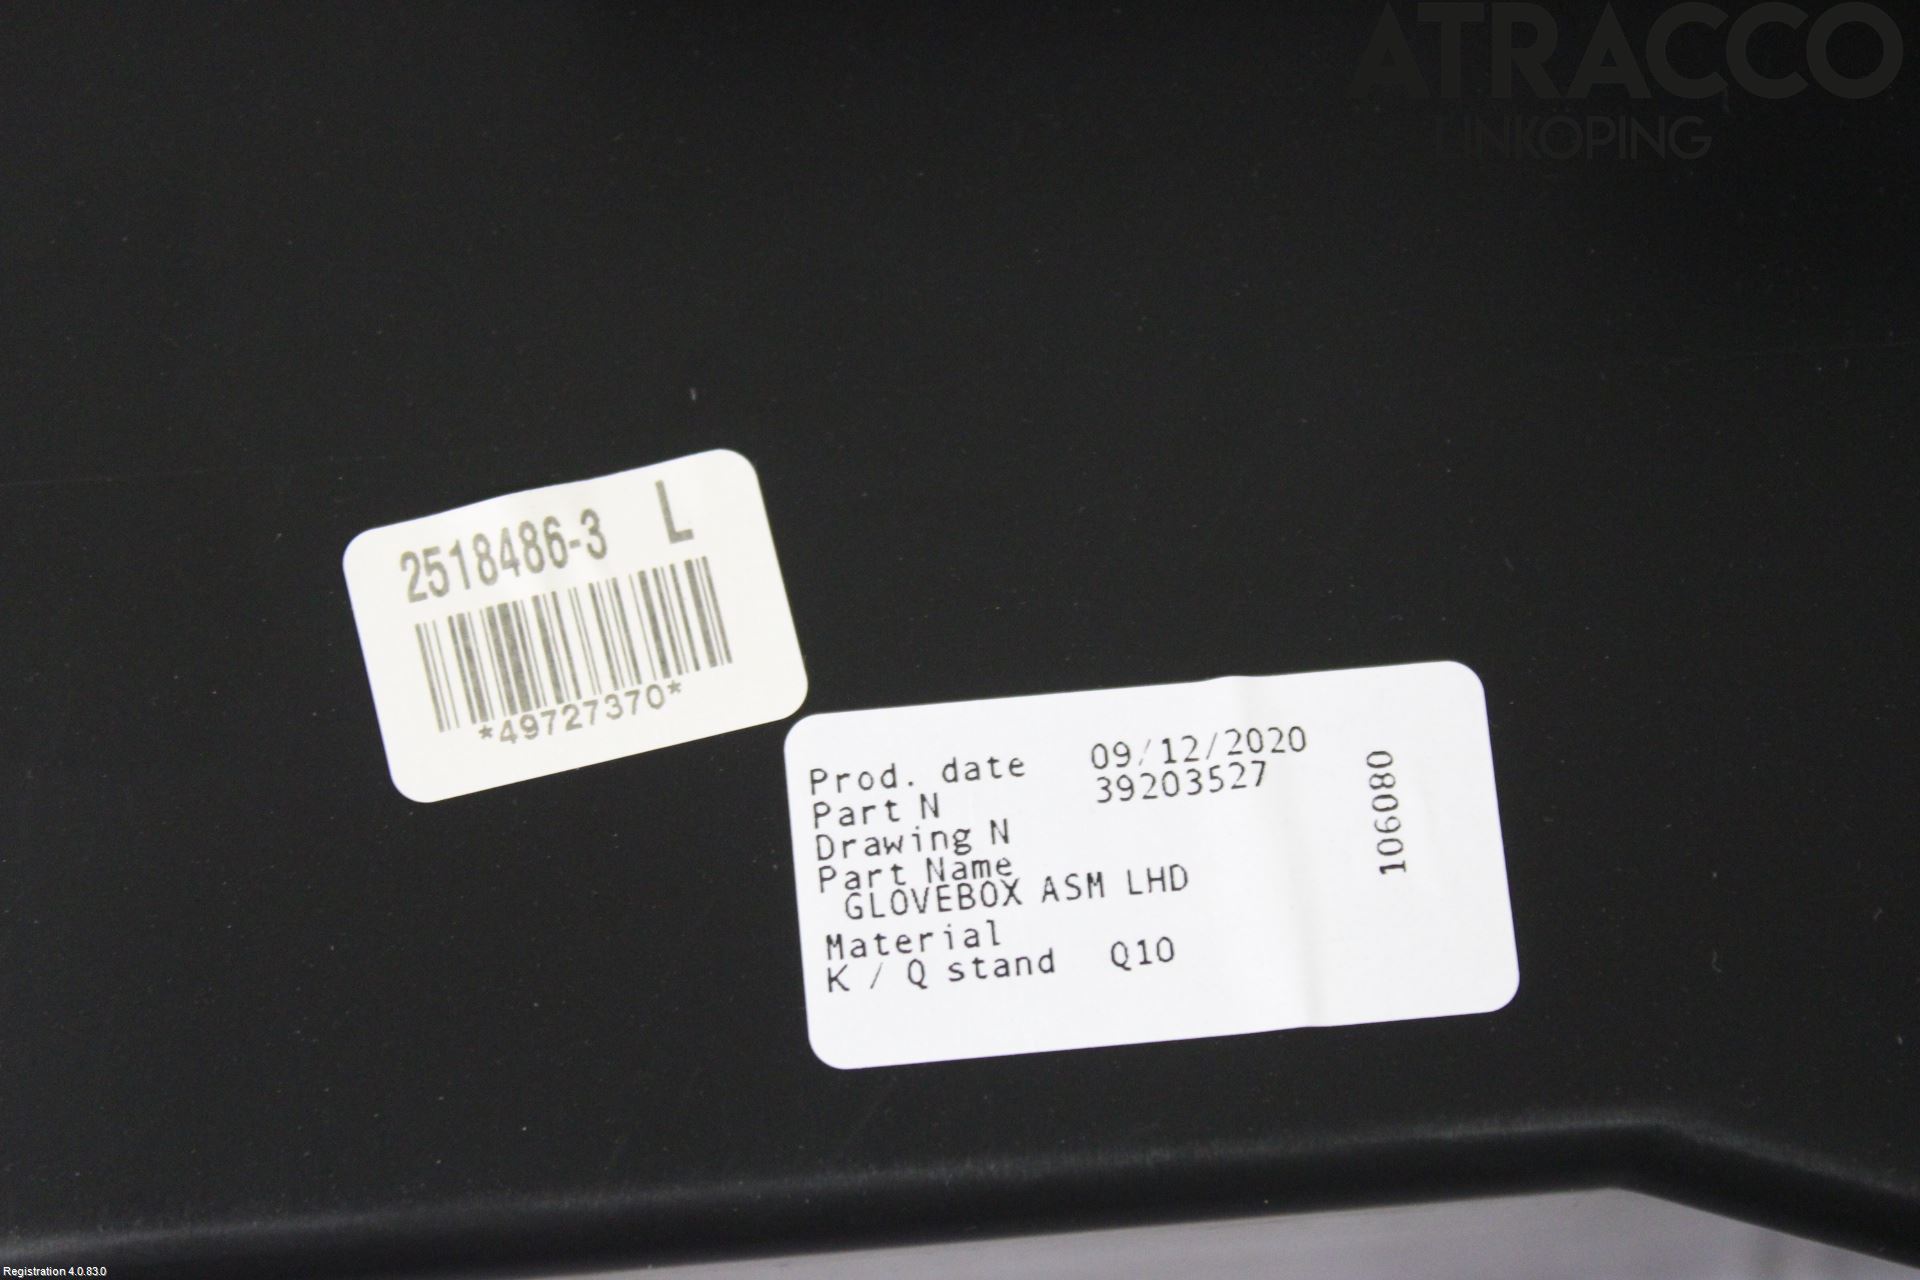 ATRACCO
LINKÖPING
2518486-3 L
*49727370*
Prod. date 09/12/2020
Part N 39203527
Drawing N
Part Name
GLOVEBOX ASM LHD
Material
K / Q stand Q10
106080
Registration 4.0.83.0